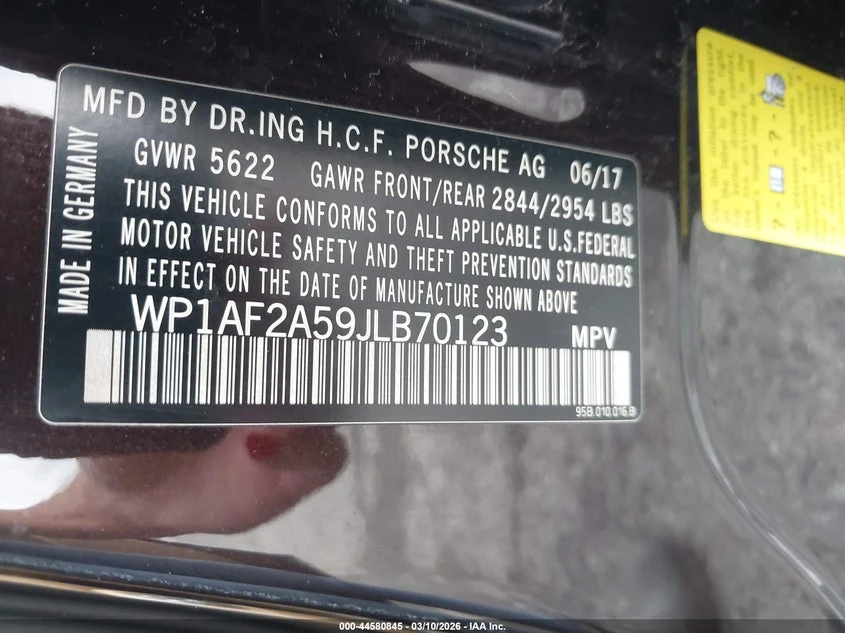 MFD BY DR.ING H.C.F. PORSCHE AG 06/17
GVWR 5622 GAWR FRONT/REAR 2844/2954 LBS
THIS VEHICLE CONFORMS TO ALL APPLICABLE U.S.FEDERAL
MOTOR VEHICLE SAFETY AND THEFT PREVENTION STANDARDS
IN EFFECT ON THE DATE OF MANUFACTURE SHOWN ABOVE
MADE IN GERMANY
WP1AF2A59JLB70123 MPV
95B.010.016.B
000-44580845 - 03/10/2026 - IAA Inc.